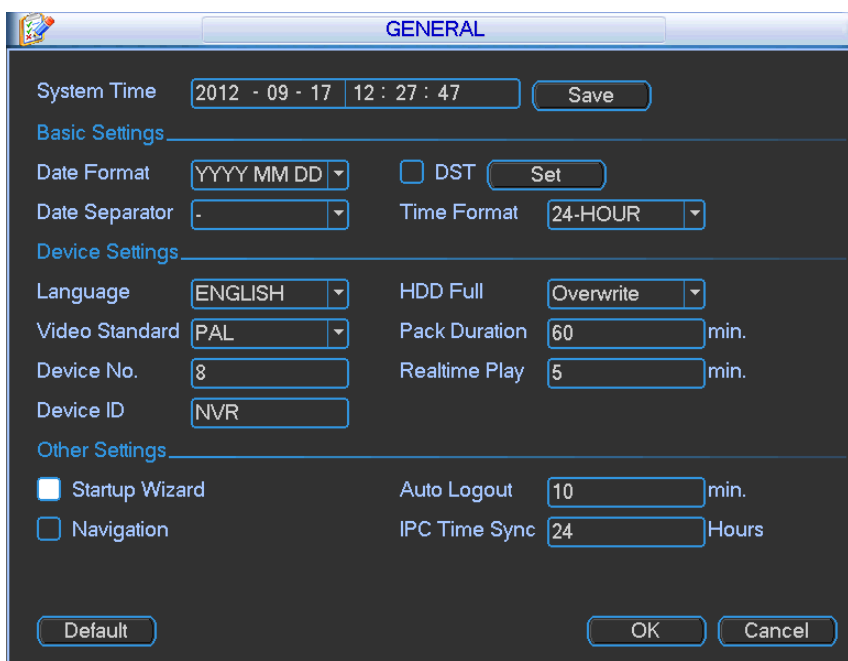 GENERAL
System Time 2012 - 09 - 17 12 : 27 : 47 Save
Basic Settings
Date Format YYYY MM DD DST Set
Date Separator - Time Format 24-HOUR
Device Settings
Language ENGLISH HDD Full Overwrite
Video Standard PAL Pack Duration 60 min.
Device No. 8 Realtime Play 5 min.
Device ID NVR
Other Settings
Startup Wizard Auto Logout 10 min.
Navigation IPC Time Sync 24 Hours
Default OK Cancel